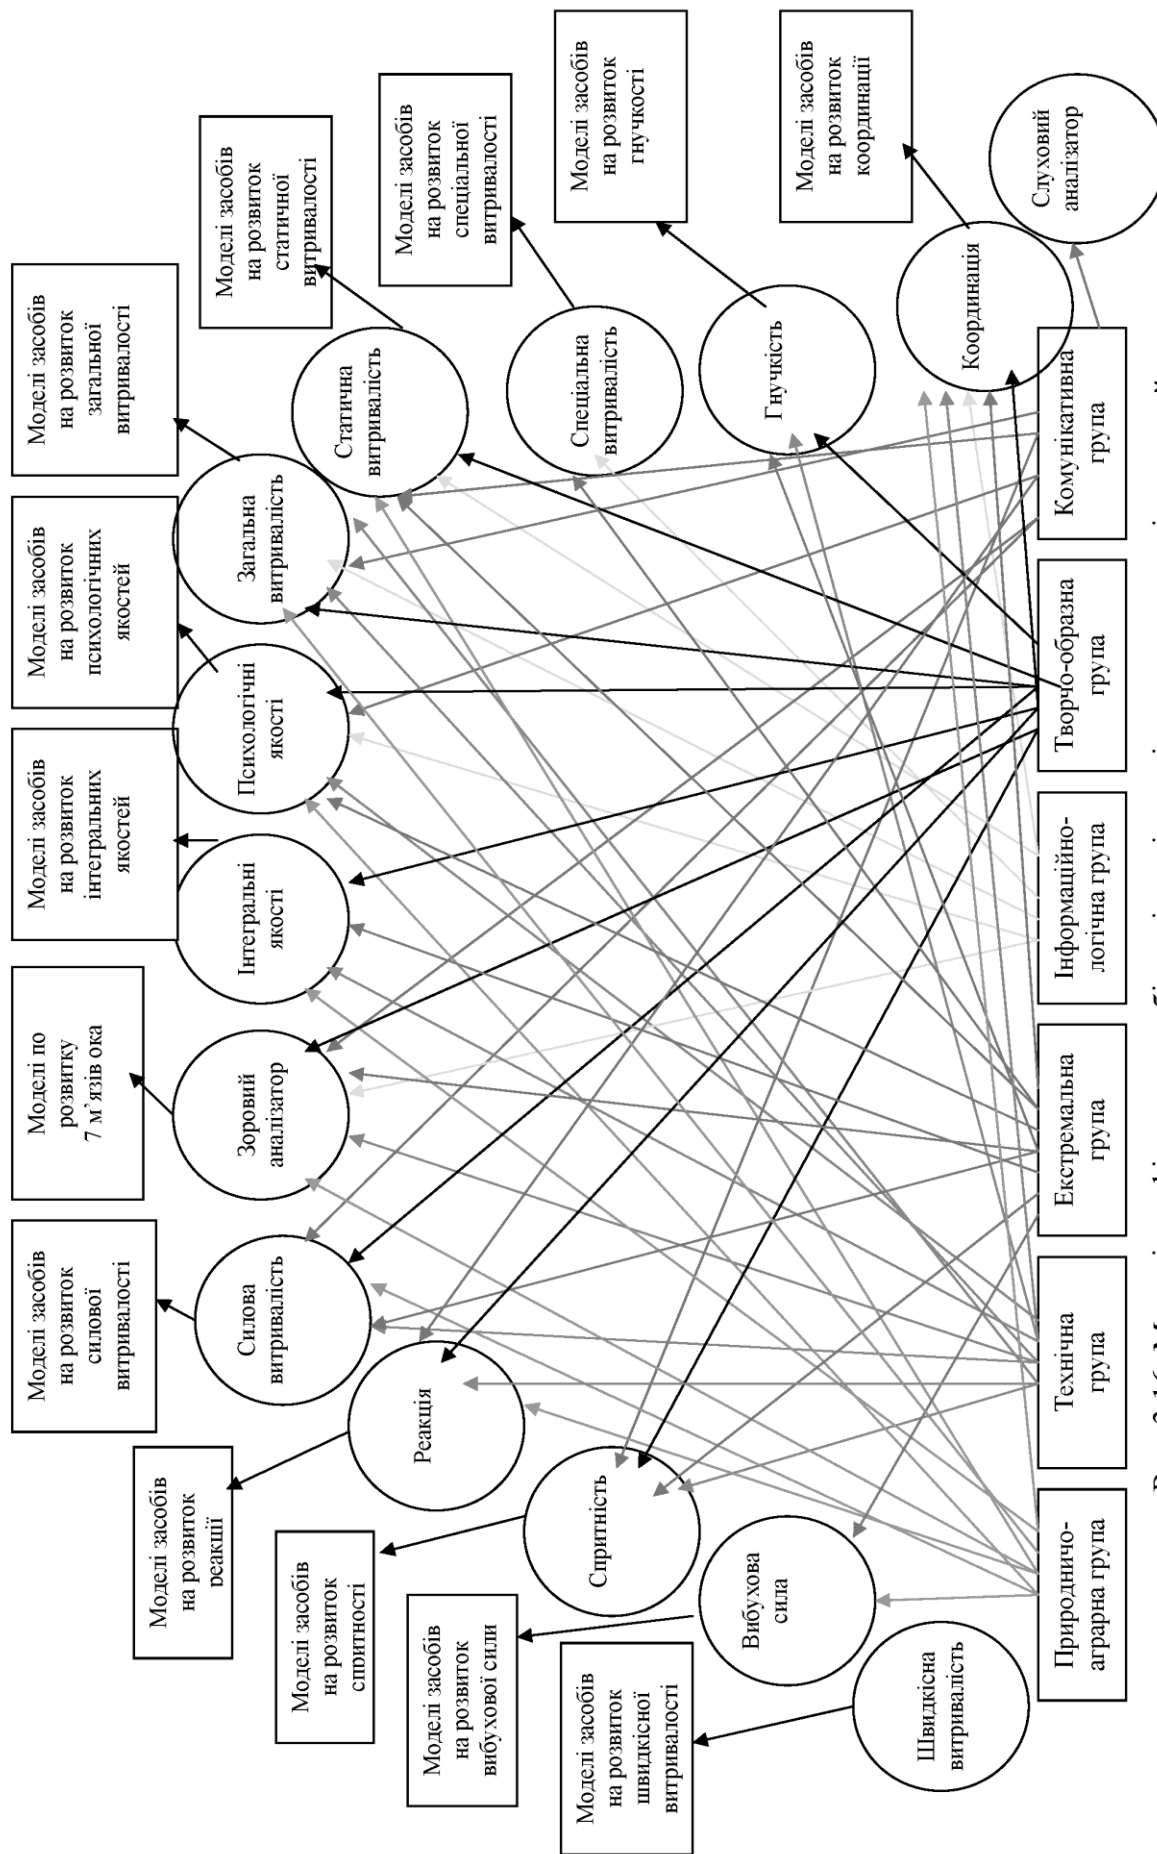 Моделі засобів
на розвиток
силової
витривалості
Моделі по
розвитку
7 м`язів ока
Моделі засобів
на розвиток
інтегральних
якостей
Моделі засобів
на розвиток
психологічних
якостей
Моделі засобів
на розвиток
загальної
витривалості
Моделі засобів
на розвиток
реакції
Моделі засобів
на розвиток
статичної
витривалості
Моделі засобів
на розвиток
спритності
Моделі засобів
на розвиток
спеціальної
витривалості
Моделі засобів
на розвиток
вибухової сили
Моделі засобів
на розвиток
гнучкості
Моделі засобів
на розвиток
швидкісної
витривалості
Моделі засобів
на розвиток
координації
Силова
витривалість
Зоровий
аналізатор
Інтегральні
якості
Психологічні
якості
Загальна
витривалість
Статична
витривалість
Реакція
Спеціальна
витривалість
Спритність
Гнучкість
Вибухова
сила
Координація
Швидкісна
витривалість
Слуховий
аналізатор
Природничо-
аграрна група
Технічна
група
Екстремальна
група
Інформаційно-
логічна група
Творчо-образна
група
Комунікативна
група